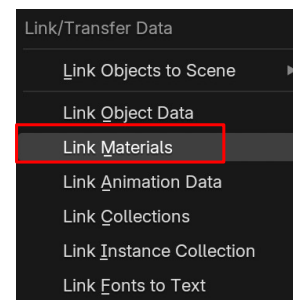 Link/Transfer Data
Link Objects to Scene
Link Object Data
Link Materials
Link Animation Data
Link Collections
Link Instance Collection
Link Fonts to Text